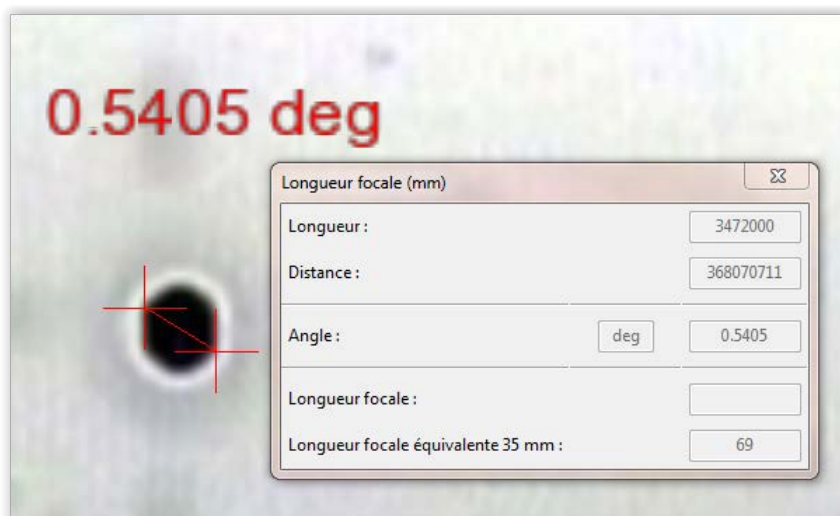 0.5405 deg
Longueur focale (mm)
Longueur : 3472000
Distance : 368070711
Angle : deg 0.5405
Longueur focale :
Longueur focale équivalente 35 mm : 69